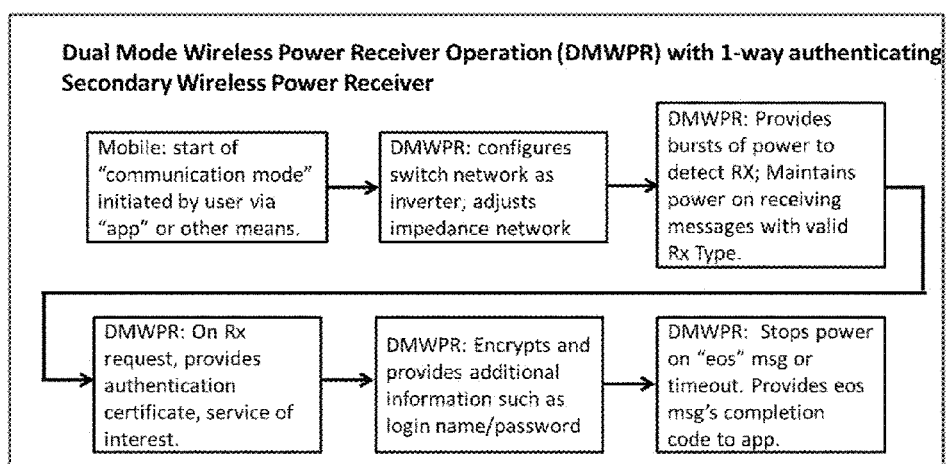 Dual Mode Wireless Power Receiver Operation (DMWPR) with 1-way authenticating
Secondary Wireless Power Receiver
Mobile: start of
“communication mode”
initiated by user via
“app” or other means.
DMWPR: configures
switch network as
inverter, adjusts
impedance network
DMWPR: Provides
bursts of power to
detect RX; Maintains
power on receiving
messages with valid
Rx Type.
DMWPR: On Rx
request, provides
authentication
certificate, service of
interest.
DMWPR: Encrypts and
provides additional
information such as
login name/password
DMWPR: Stops power
on “eos” msg or
timeout. Provides eos
msg’s completion
code to app.